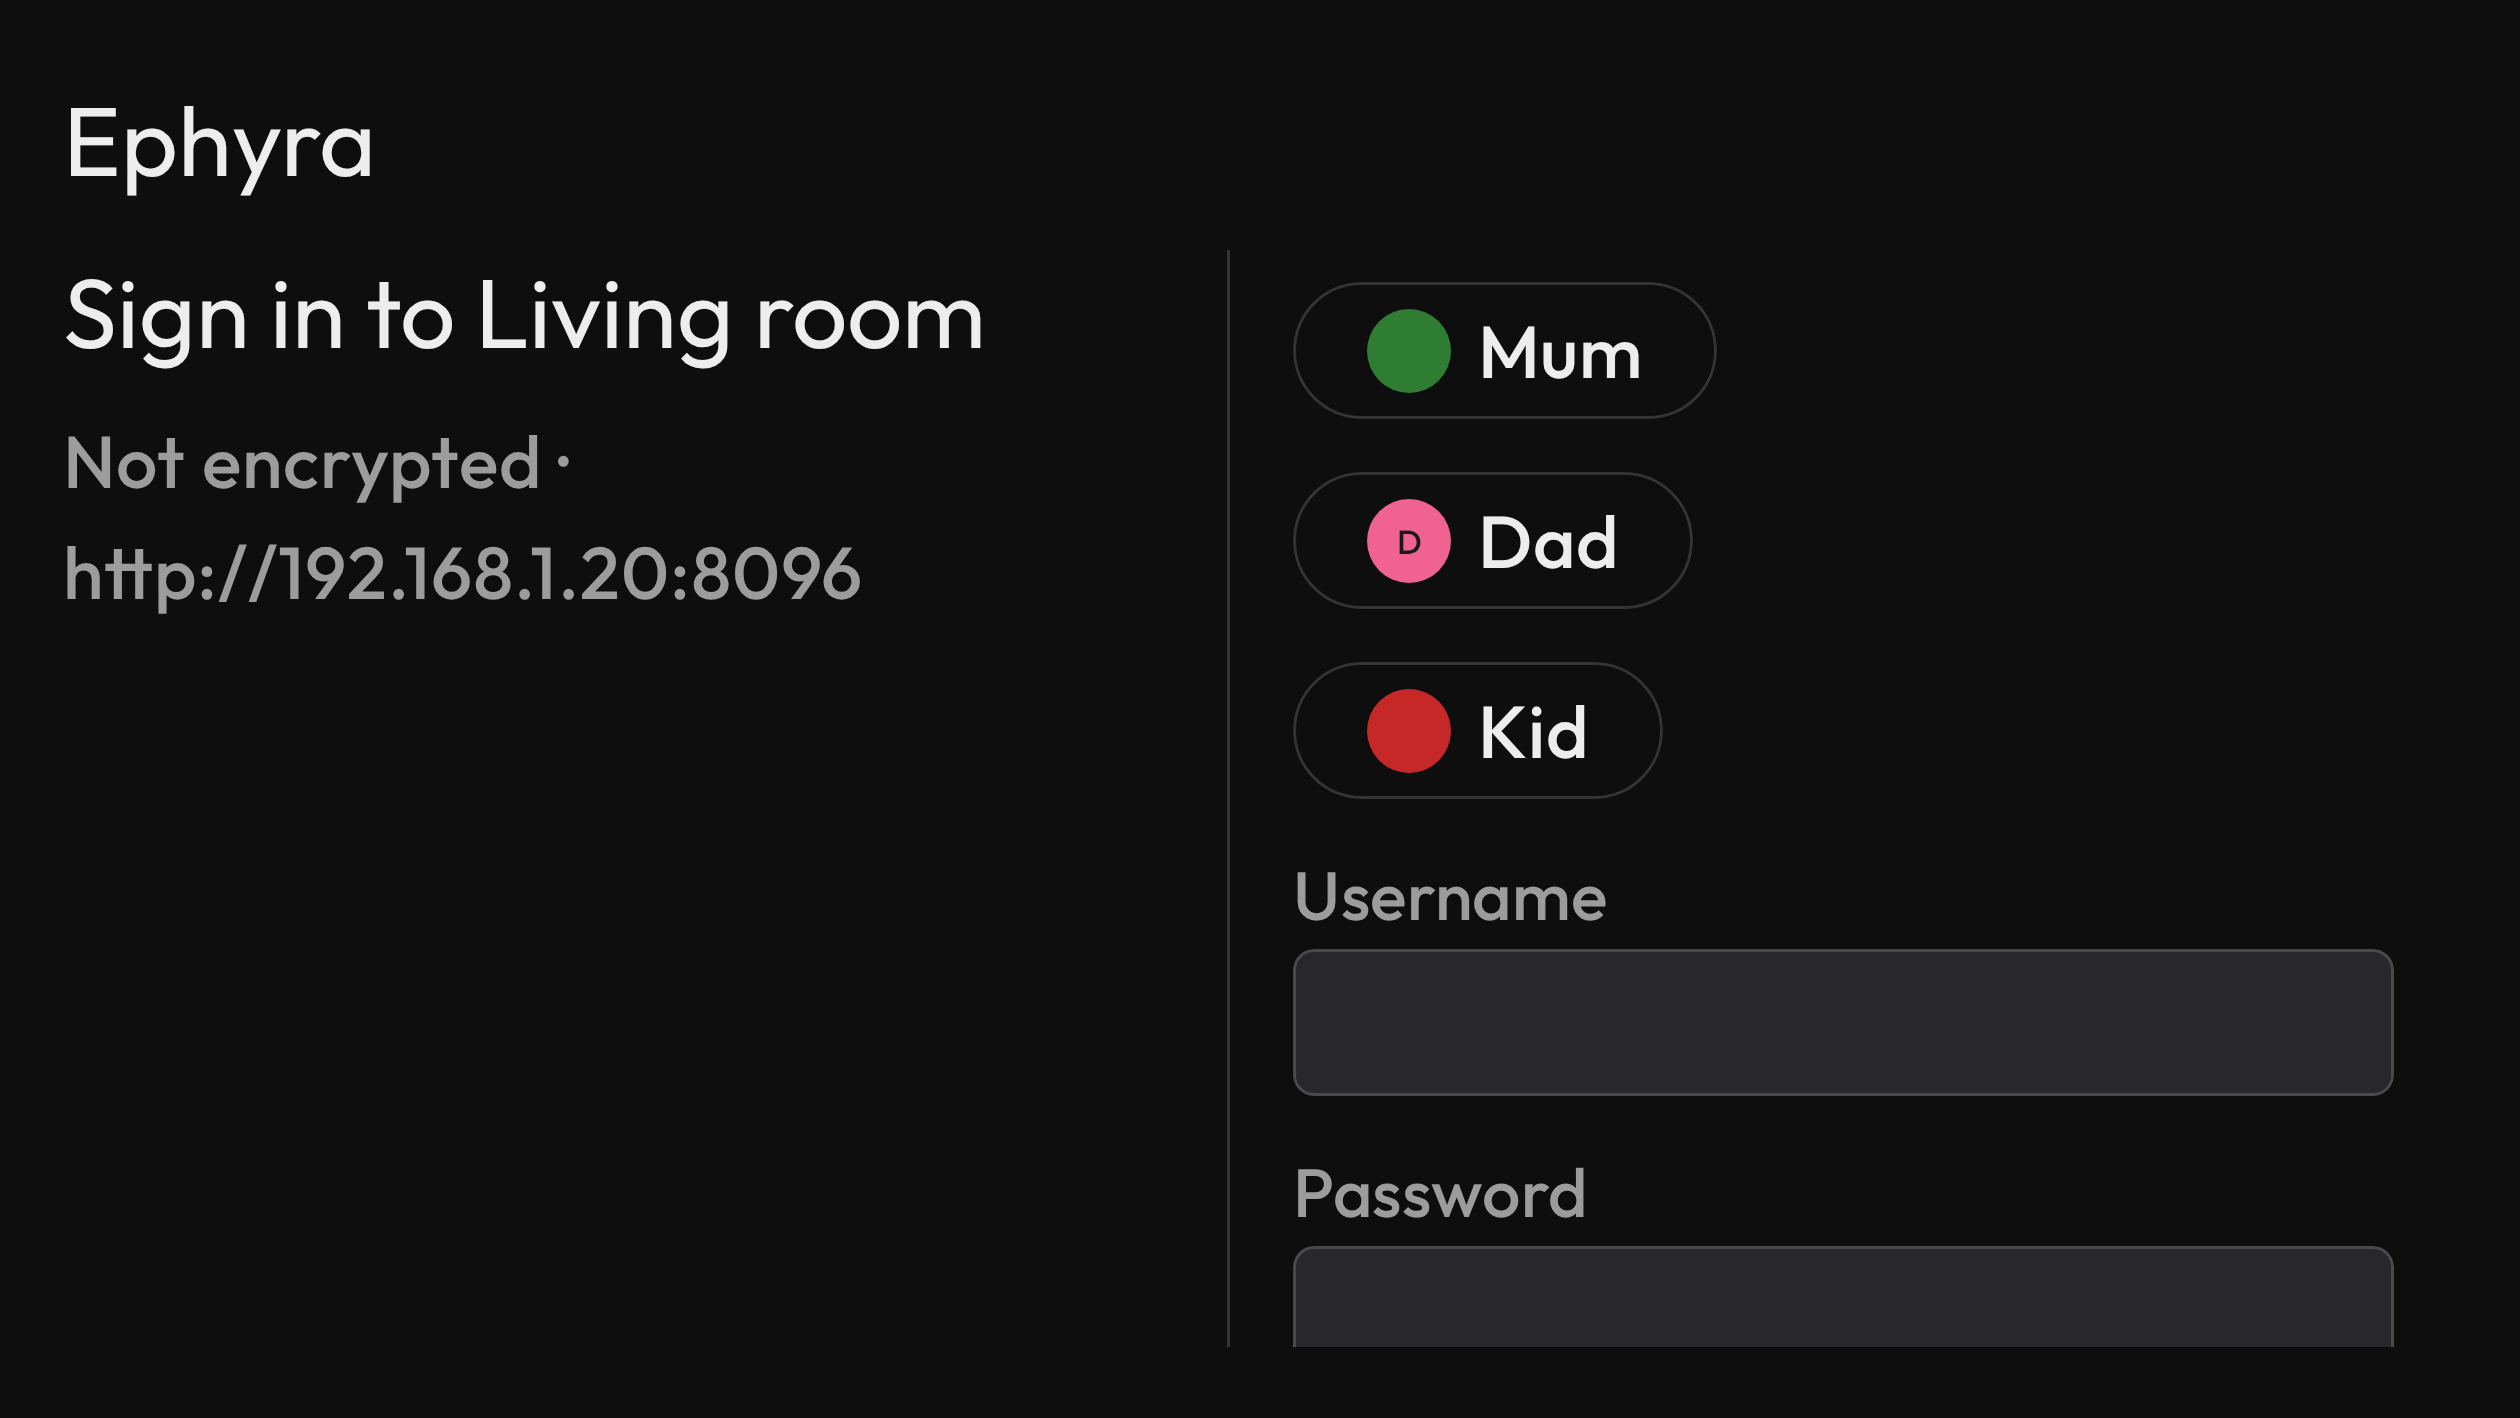 Ephyra
Sign in to Living room
Not encrypted ·
http://192.168.1.20:8096
Mum
D Dad
Kid
Username
Password